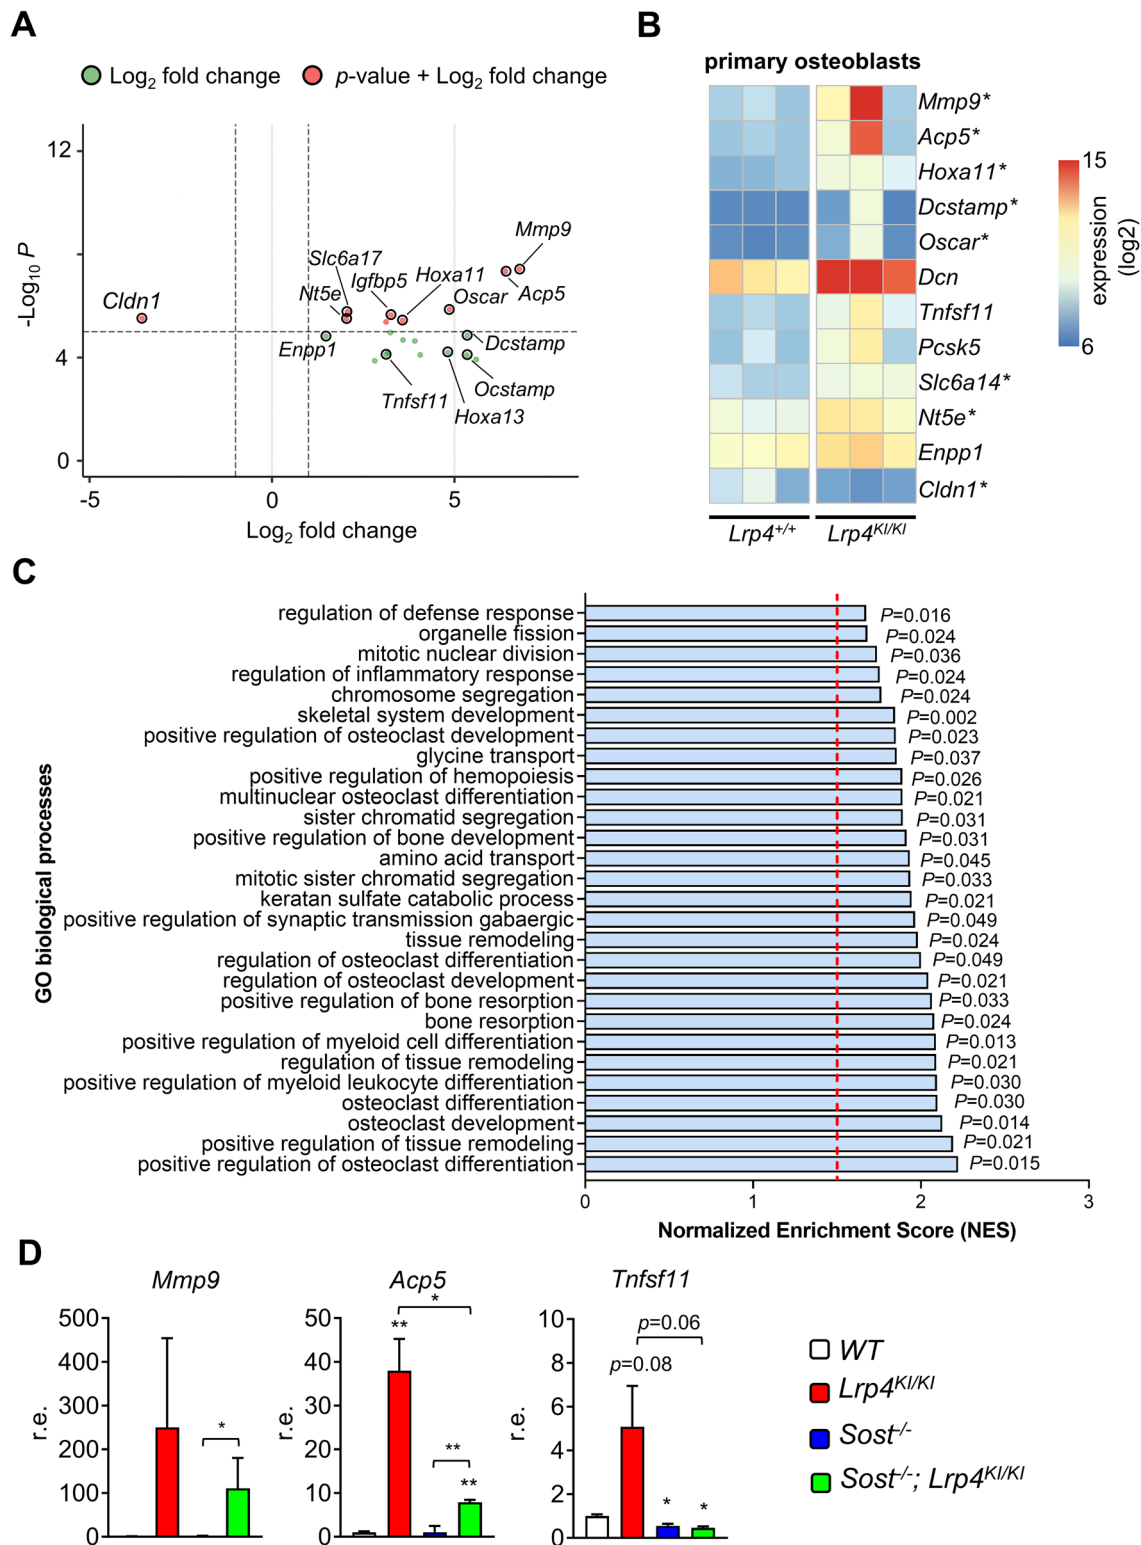 A
Log2 fold change
p-value + Log2 fold change
12
4
0
-Log10 P
-5
0
5
Log2 fold change
Mmp9
Slc6a17
Igfbp5
Hoxa11
Cldn1
Nt5e
Oscar
Acp5
Enpp1
Dcstamp
Tnfsf11
Ocstamp
Hoxa13
B
primary osteoblasts
Mmp9*
Acp5*
Hoxa11*
Dcstamp*
Oscar*
Dcn
Tnfsf11
Pcsk5
Slc6a14*
Nt5e*
Enpp1
Cldn1*
Lrp4+/+
Lrp4KI/KI
15
6
expression
(log2)
C
GO biological processes
regulation of defense response P=0.016
organelle fission P=0.024
mitotic nuclear division P=0.036
regulation of inflammatory response P=0.024
chromosome segregation P=0.024
skeletal system development P=0.002
positive regulation of osteoclast development P=0.023
glycine transport P=0.037
positive regulation of hemopoiesis P=0.026
multinuclear osteoclast differentiation P=0.021
sister chromatid segregation P=0.031
positive regulation of bone development P=0.031
amino acid transport P=0.045
mitotic sister chromatid segregation P=0.033
keratan sulfate catabolic process P=0.021
positive regulation of synaptic transmission gabaergic P=0.049
tissue remodeling P=0.024
regulation of osteoclast differentiation P=0.049
regulation of osteoclast development P=0.021
positive regulation of bone resorption P=0.033
bone resorption P=0.024
positive regulation of myeloid cell differentiation P=0.013
regulation of tissue remodeling P=0.021
positive regulation of myeloid leukocyte differentiation P=0.030
osteoclast differentiation P=0.030
osteoclast development P=0.014
positive regulation of tissue remodeling P=0.021
positive regulation of osteoclast differentiation P=0.015
0 1 2 3
Normalized Enrichment Score (NES)
D
Mmp9
r.e.
500
400
300
200
100
0
*
Acp5
r.e.
50
40
30
20
10
0
*
**
**
**
Tnfsf11
r.e.
10
8
6
4
2
0
p=0.06
p=0.08
*
*
WT
Lrp4KI/KI
Sost-/-
Sost-/-; Lrp4KI/KI